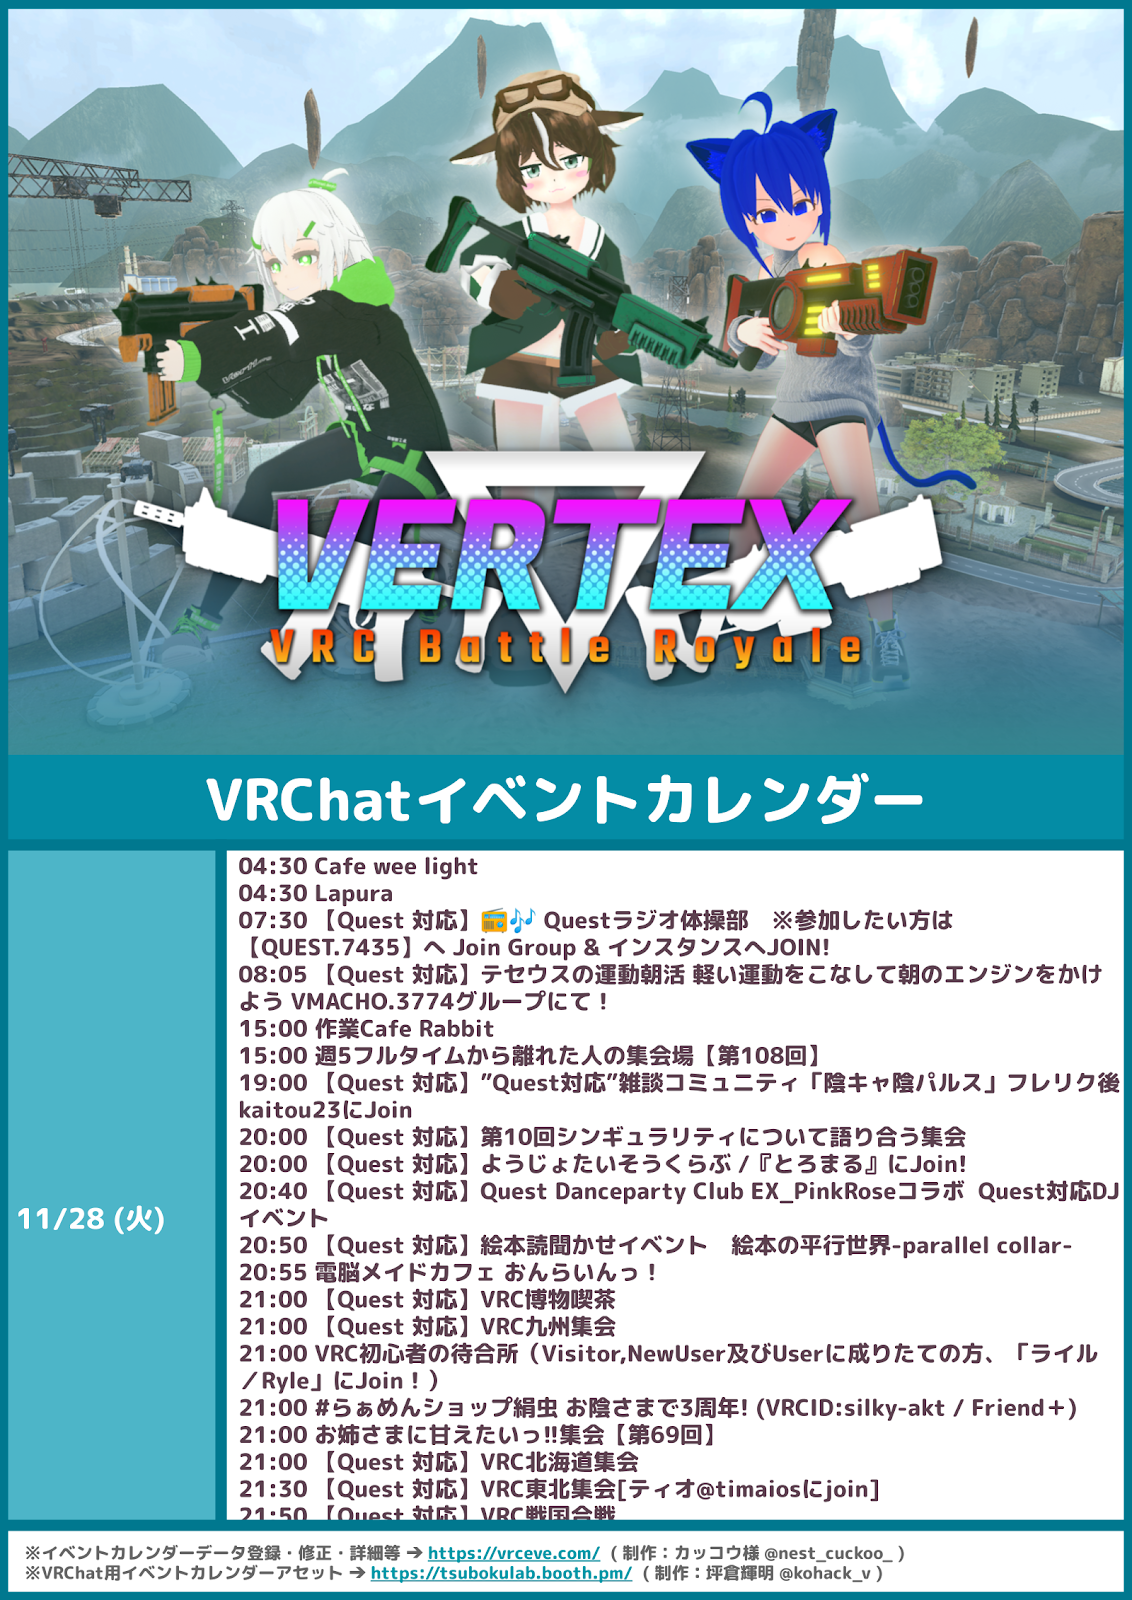 VERTEX
VRC Battle Royale
VRChatイベントカレンダー
11/28 (火)
04:30 Cafe wee light
04:30 Lapura
07:30 【Quest 対応】📻🎶 Questラジオ体操部　※参加したい方は
【QUEST.7435】へ Join Group & インスタンスへJOIN!
08:05 【Quest 対応】テセウスの運動朝活 軽い運動をこなして朝のエンジンをかけ
よう VMACHO.3774グループにて！
15:00 作業Cafe Rabbit
15:00 週5フルタイムから離れた人の集会場【第108回】
19:00 【Quest 対応】”Quest対応”雑談コミュニティ「陰キャ陰パルス」フレリク後
kaitou23にJoin
20:00 【Quest 対応】第10回シンギュラリティについて語り合う集会
20:00 【Quest 対応】ようじょたいそうくらぶ /『とろまる』にJoin!
20:40 【Quest 対応】Quest Danceparty Club EX_PinkRoseコラボ  Quest対応DJ
イベント
20:50 【Quest 対応】絵本読聞かせイベント　絵本の平行世界-parallel collar-
20:55 電脳メイドカフェ おんらいんっ！
21:00 【Quest 対応】VRC博物喫茶
21:00 【Quest 対応】VRC九州集会
21:00 VRC初心者の待合所（Visitor,NewUser及びUserに成りたての方、「ライル
／Ryle」にJoin！）
21:00 #らぁめんショップ絹虫 お陰さまで3周年! (VRCID:silky-akt / Friend＋)
21:00 お姉さまに甘えたいっ!!集会【第69回】
21:00 【Quest 対応】VRC北海道集会
21:30 【Quest 対応】VRC東北集会[ティオ@timaiosにjoin]
21:50 【Quest 対応】VRC戦国合戦
※イベントカレンダーデータ登録・修正・詳細等 ➔ https://vrceve.com/ （ 制作：カッコウ様 @nest_cuckoo_ ）
※VRChat用イベントカレンダーアセット ➔ https://tsubokulab.booth.pm/ （ 制作：坪倉輝明 @kohack_v ）